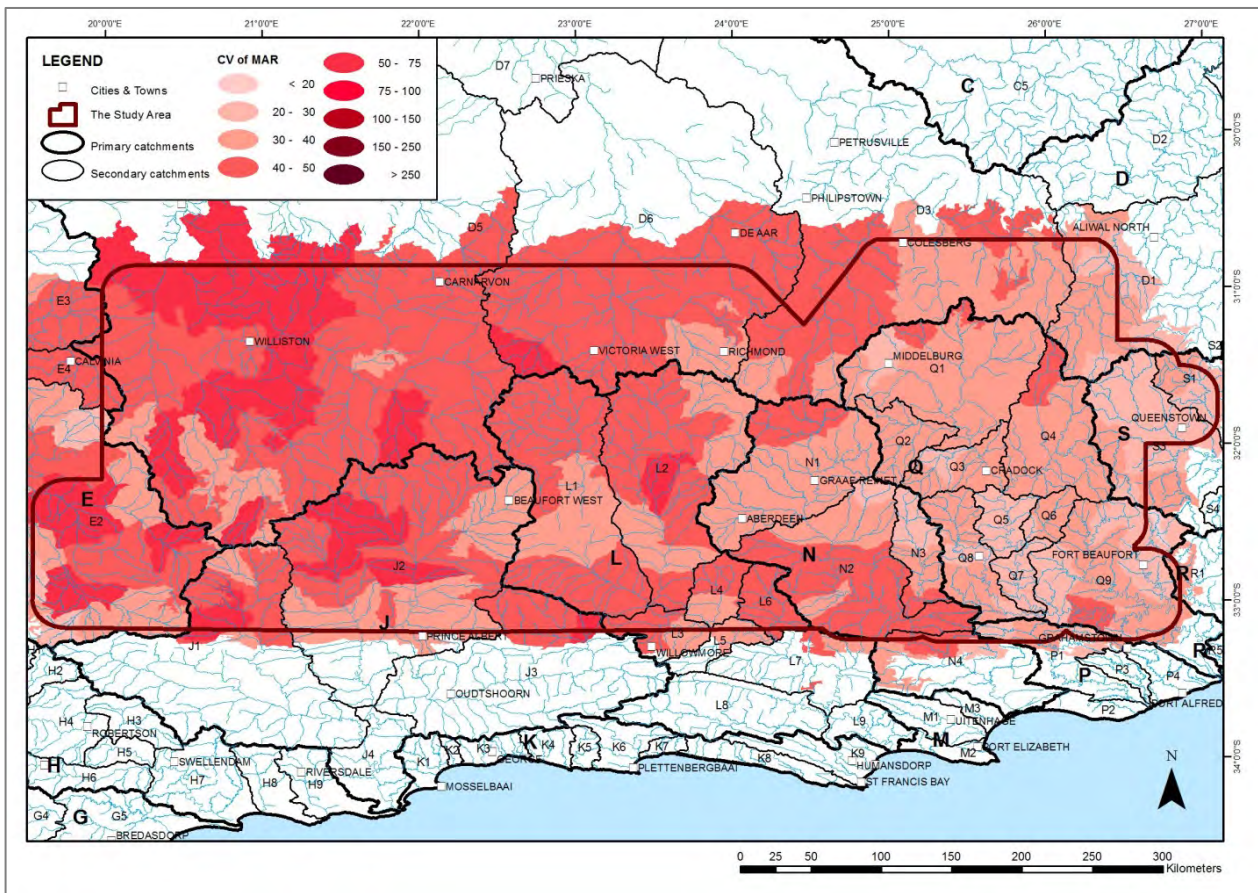 20°0'0"S 21°0'0"S 22°0'0"S 23°0'0"S 24°0'0"S 25°0'0"S 26°0'0"S 27°0'0"S
LEGEND
Cities & Towns
The Study Area
Primary catchments
Secondary catchments
CV of MAR
< 20
20 - 30
30 - 40
40 - 50
50 - 75
75 - 100
100 - 150
150 - 250
> 250
D7
PRIESKA
C
C5
30°0'0"S
PETRUSVILLE
D2
D
PHILIPSTOWN
D3
D6
D5
DE AAR
COLESBERG
ALIWAL NORTH
D1
31°0'0"S
E3
CARNARVON
WILLISTON
VICTORIA WEST
RICHMOND
MIDDELBURG
Q1
S2
CALVINIA
E4
S1
QUEENSTOWN
S
32°0'0"S
S3
Q2
Q
Q3
CRADOCK
Q4
N1
GRAAF REINET
L2
L1
BEAUFORT WEST
E
E2
ABERDEEN
S4
Q5
Q6
FORT BEAUFORT
L
N
N3
Q8
Q7
Q9
R
R1
J2
N2
L4
L6
33°0'0"S
J
PRINCE ALBERT
J1
L3
L5
WILLOWMORE
L7
N4
GRAHAMSTOWN
P1
P
P3
P4
R
R5
P2
PORT ALFRED
H2
J3
OUDTSHOORN
L8
L9
M1
M3
UITENHAGE
M
M2
PORT ELIZABETH
H4
H3
ROBERTSON
H5
H
H6
SWELLENDAM
H7
H8
RIVERSDALE
H9
J4
K1
K2
K3
GEORGE
K
K4
K5
K6
K7
K8
K9
HUMANSDORP
ST FRANCIS BAY
PLETTENBERGBAAI
MOSSELBAAI
34°0'0"S
N
G4
G
G5
BREDASDORP
0 25 50 100 150 200 250 300
Kilometers